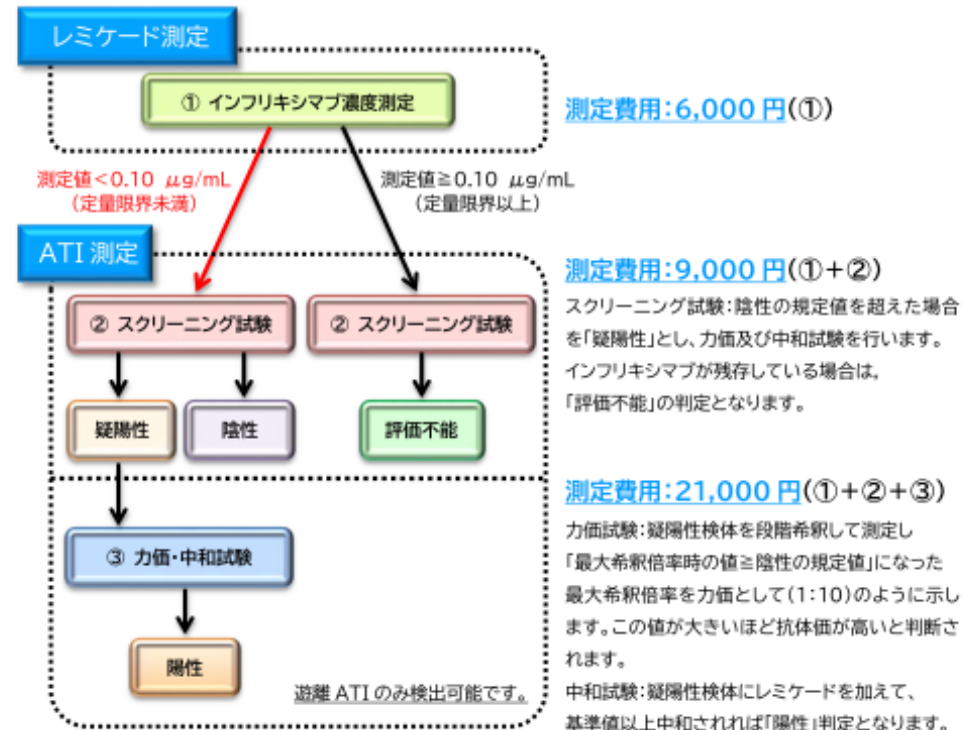 レミケード測定
① インフリキシマブ濃度測定
測定費用:6,000 円(①)
測定値<0.10 μg/mL
(定量限界未満)
測定値≧0.10 μg/mL
(定量限界以上)
ATI 測定
② スクリーニング試験
② スクリーニング試験
疑陽性
陰性
評価不能
測定費用:9,000 円(①+②)
スクリーニング試験:陰性の規定値を超えた場合
を「疑陽性」とし、力価及び中和試験を行います。
インフリキシマブが残存している場合は、
「評価不能」の判定となります。
③ 力価・中和試験
陽性
遊離 ATI のみ検出可能です。
測定費用:21,000 円(①+②+③)
力価試験:疑陽性検体を段階希釈して測定し
「最大希釈倍率時の値≧陰性の規定値」になった
最大希釈倍率を力価として(1:10)のように示し
ます。この値が大きいほど抗体価が高いと判断さ
れます。
中和試験:疑陽性検体にレミケードを加えて、
基準値以上中和されれば「陽性」判定となります。